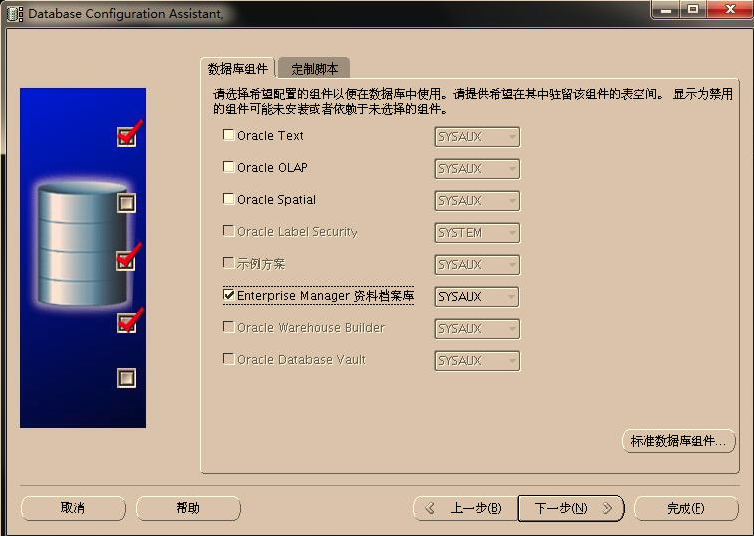 Database Configuration Assistant,
数据库组件 定制脚本
请选择希望配置的组件以便在数据库中使用。请提供希望在其中驻留该组件的表空间。 显示为禁用
的组件可能未安装或者依赖于未选择的组件。
Oracle Text SYSAUX
Oracle OLAP SYSAUX
Oracle Spatial SYSAUX
Oracle Label Security SYSTEM
示例方案 SYSAUX
Enterprise Manager 资料档案库 SYSAUX
Oracle Warehouse Builder SYSAUX
Oracle Database Vault SYSAUX
标准数据库组件...
取消 帮助 上一步(B) 下一步(N) 完成(F)